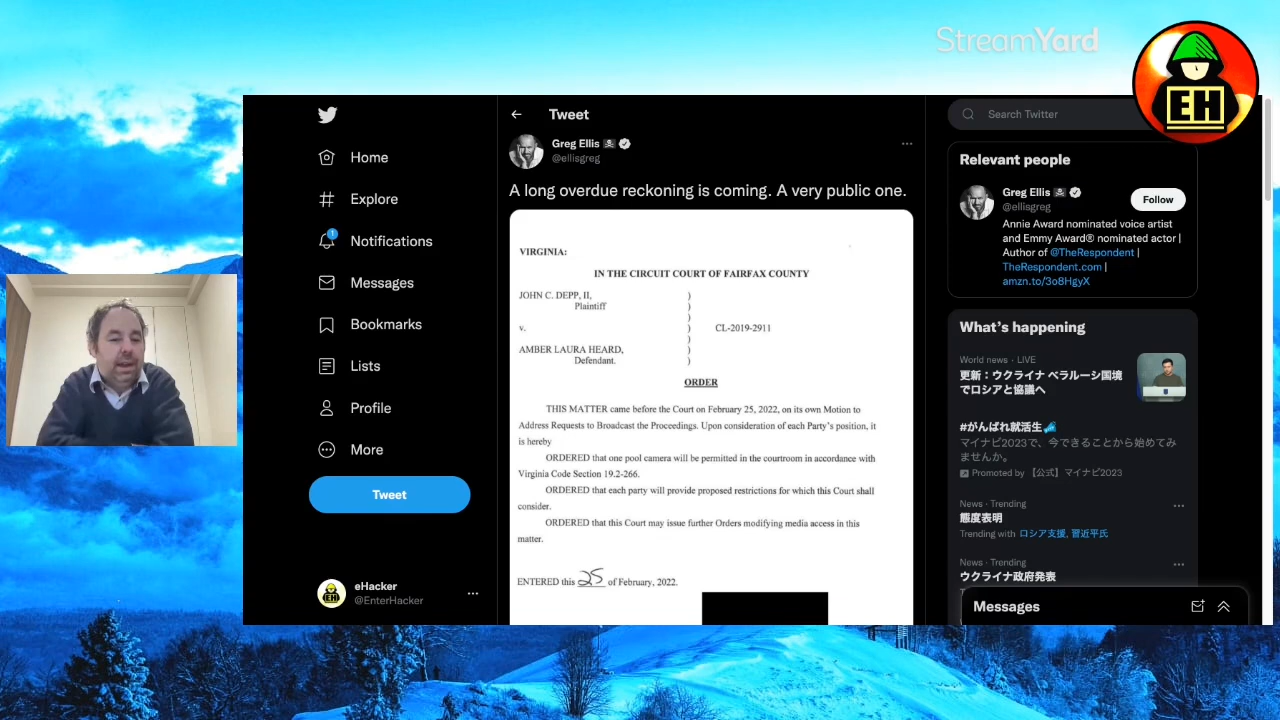 StreamYard
EH
Tweet
Search Twitter
Home
Explore
Notifications
1
Messages
Bookmarks
Lists
Profile
More
Tweet
eHacker
@EnterHacker
Greg Ellis
@ellisgreg
A long overdue reckoning is coming. A very public one.
VIRGINIA:
IN THE CIRCUIT COURT OF FAIRFAX COUNTY
JOHN C. DEPP, II, )
Plaintiff )
)
v. ) CL-2019-2911
)
AMBER LAURA HEARD, )
Defendant. )
ORDER
THIS MATTER came before the Court on February 25, 2022, on its own Motion to
Address Requests to Broadcast the Proceedings. Upon consideration of each Party's position, it
is hereby
ORDERED that one pool camera will be permitted in the courtroom in accordance with
Virginia Code Section 19.2-266.
ORDERED that each party will provide proposed restrictions for which this Court shall
consider.
ORDERED that this Court may issue further Orders modifying media access in this
matter.
ENTERED this 25 of February, 2022.
Relevant people
Greg Ellis
@ellisgreg
Follow
Annie Award nominated voice artist
and Emmy Award® nominated actor |
Author of @TheRespondent |
TheRespondent.com |
amzn.to/3o8HgyX
What's happening
World news · LIVE
更新：ウクライナ ベラルーシ国境
でロシアと協議へ
#がんばれ就活生
マイナビ2023で、今できることから始めてみ
ませんか。
Promoted by 【公式】マイナビ2023
News · Trending
態度表明
Trending with ロシア支援, 習近平氏
News · Trending
ウクライナ政府発表
Messages